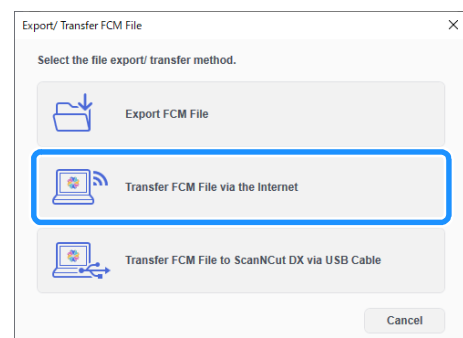 Export/ Transfer FCM File
Select the file export/ transfer method.
Export FCM File
Transfer FCM File via the Internet
Transfer FCM File to ScanNCut DX via USB Cable
Cancel